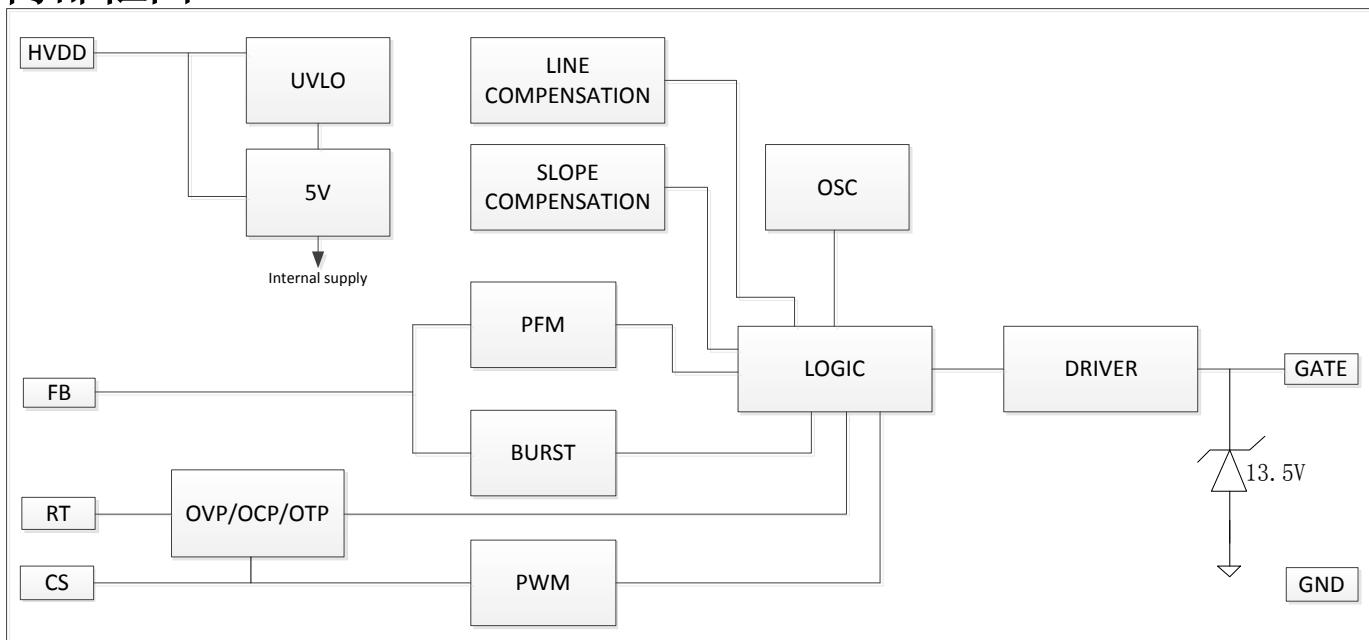 HVDD
UVLO
5V
Internal supply
LINE
COMPENSATION
SLOPE
COMPENSATION
OSC
PFM
LOGIC
DRIVER
GATE
FB
BURST
13.5V
RT
OVP/OCP/OTP
CS
PWM
GND